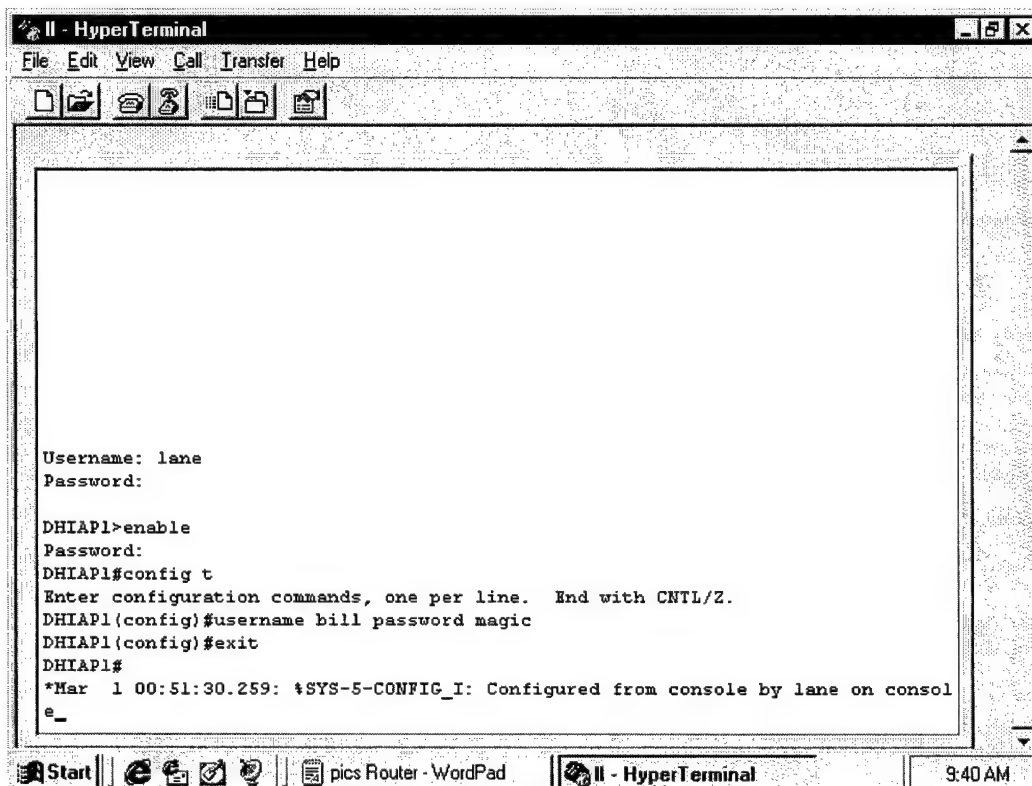 II - HyperTerminal
File Edit View Call Transfer Help
Username: lane
Password:
DHIAP1>enable
Password:
DHIAP1#config t
Enter configuration commands, one per line.  End with CNTL/Z.
DHIAP1(config)#username bill password magic
DHIAP1(config)#exit
DHIAP1#
*Mar  1 00:51:30.259: %SYS-5-CONFIG_I: Configured from console by lane on consol
e_
Start pics Router - WordPad II - HyperTerminal 9:40 AM